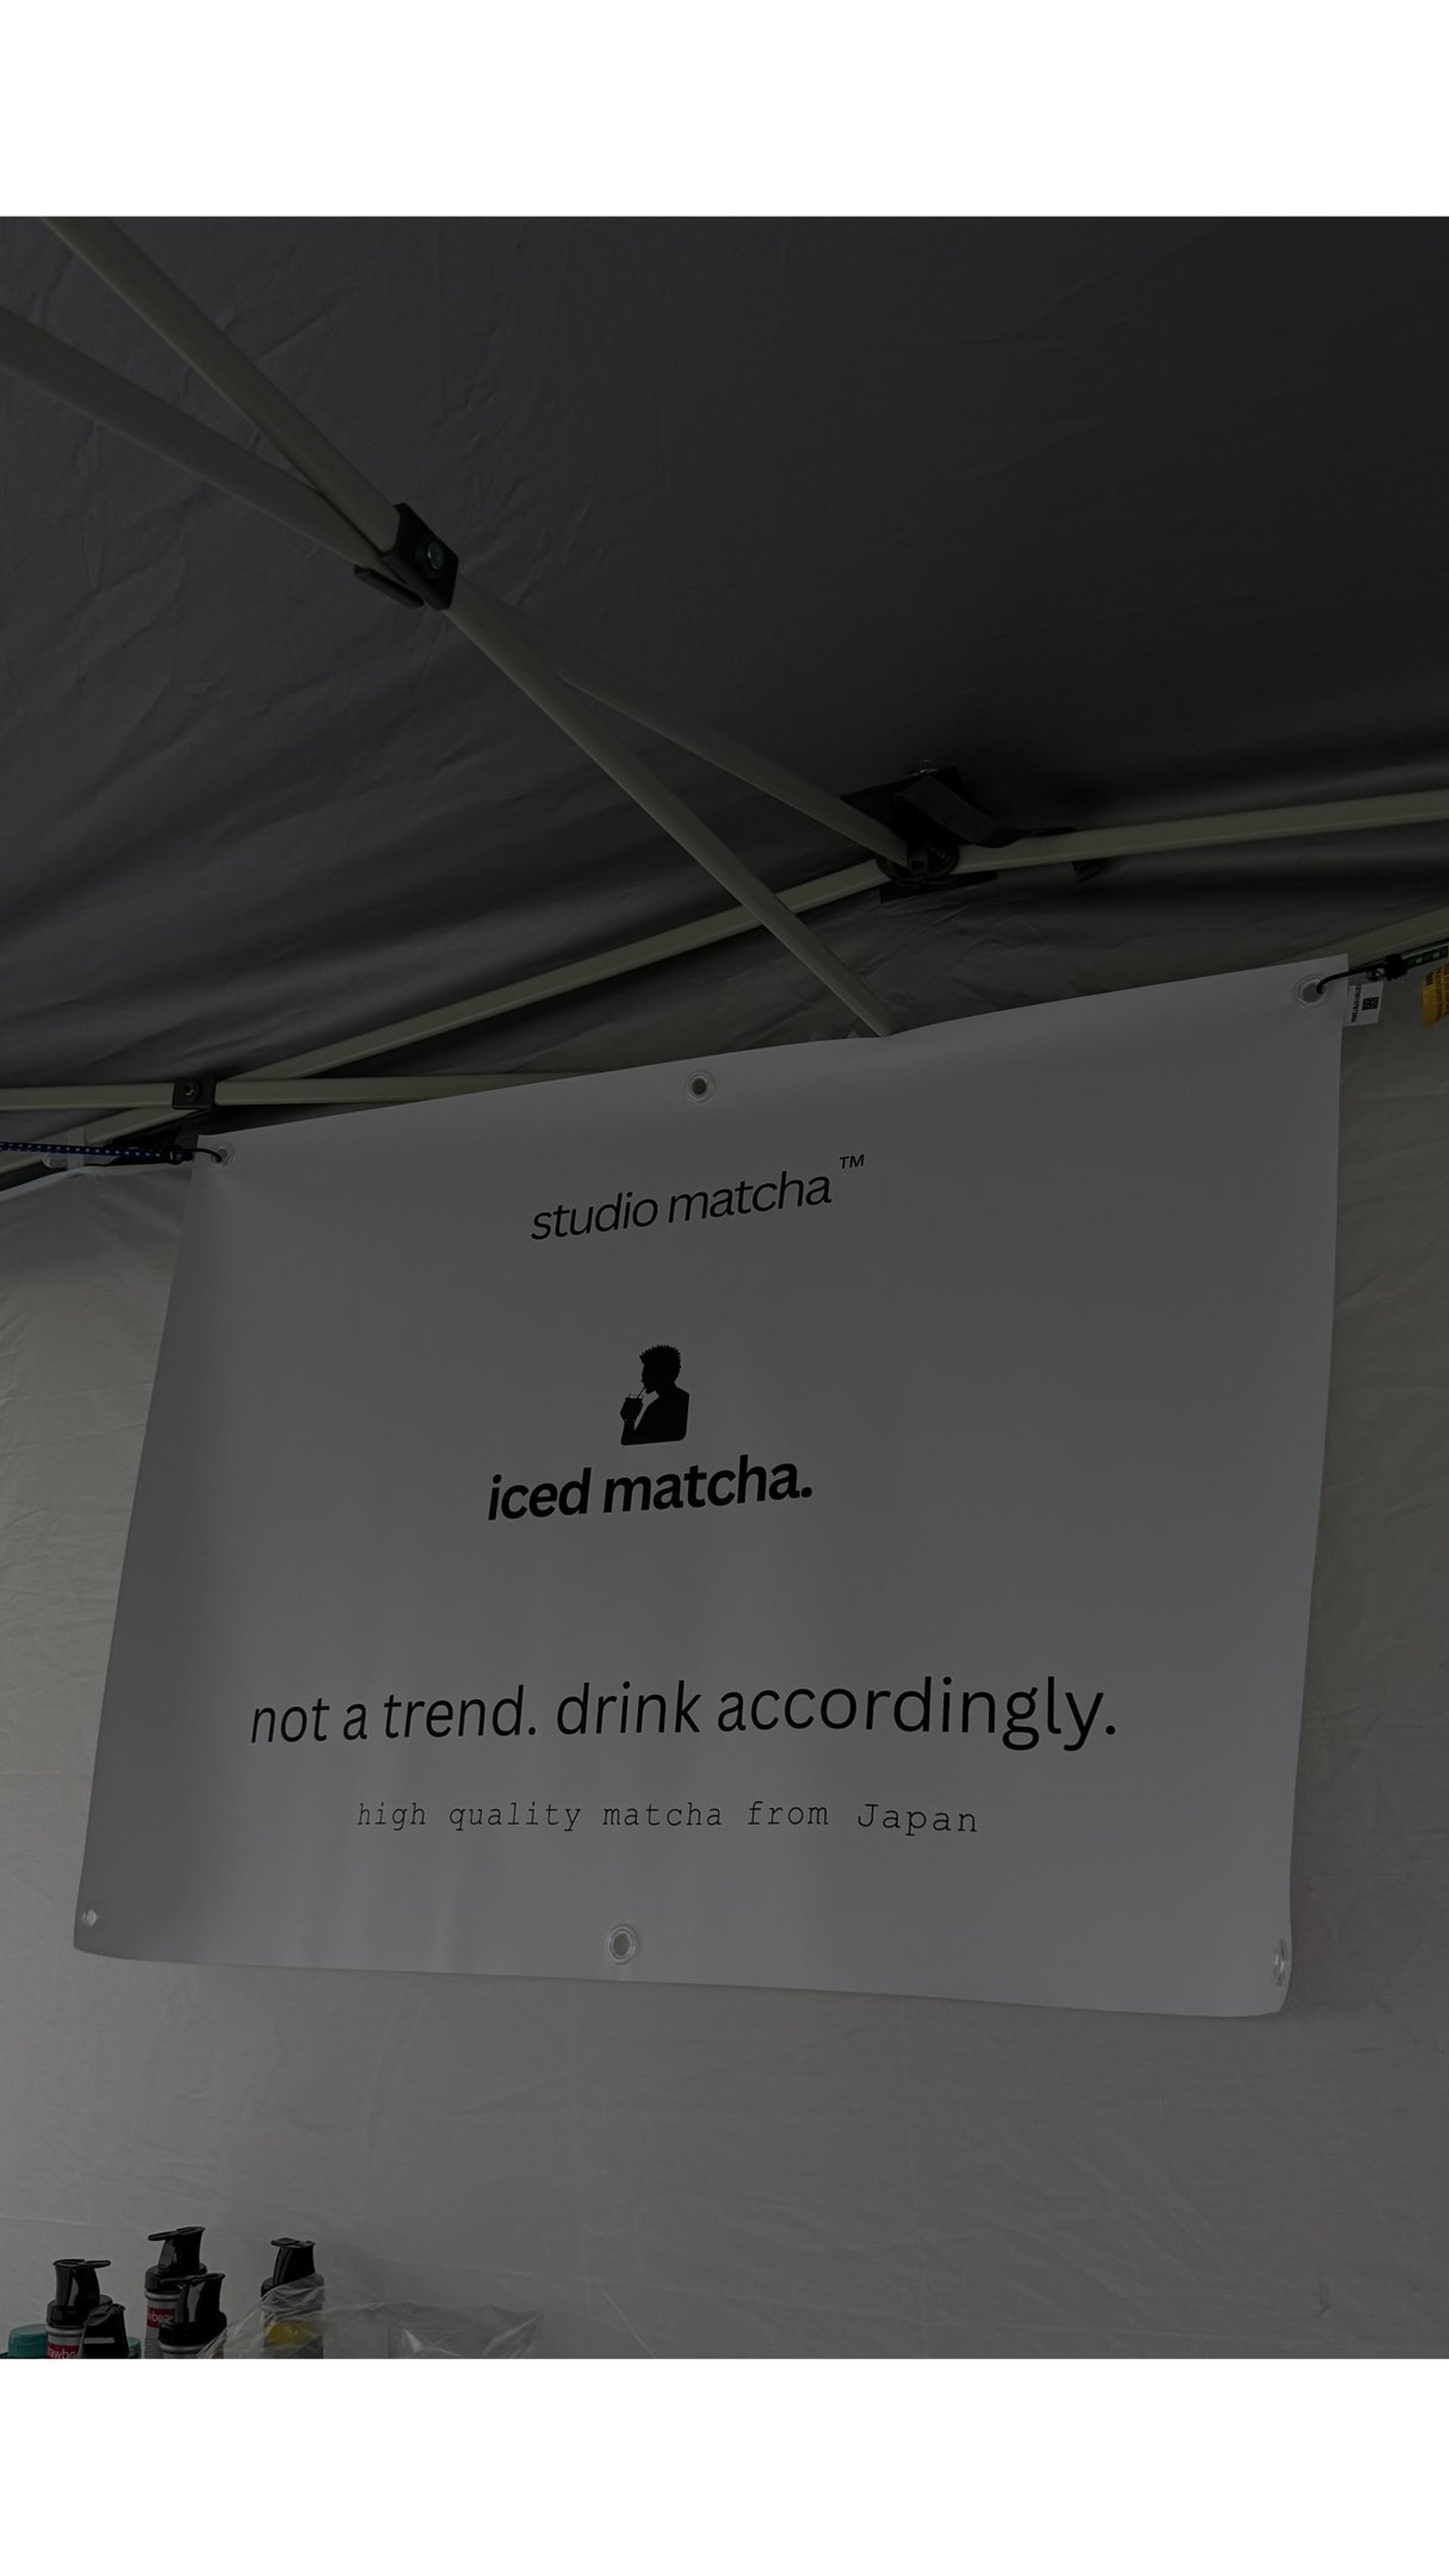 studio matcha™
iced matcha.
not a trend. drink accordingly.
high quality matcha from Japan